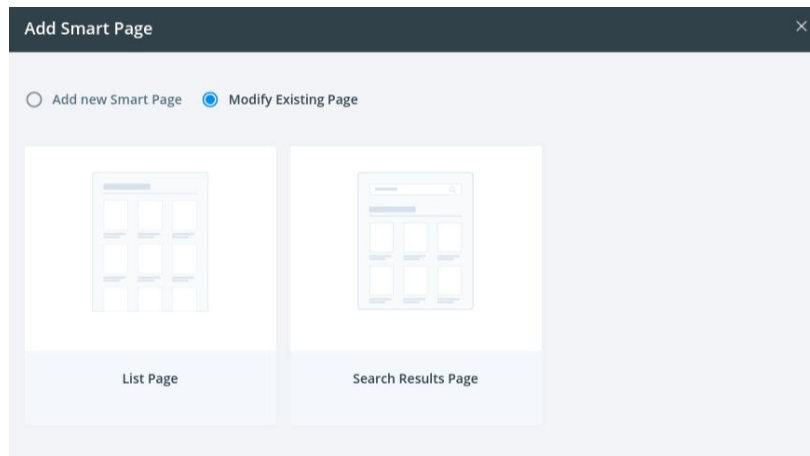 Add Smart Page
Add new Smart Page Modify Existing Page
List Page Search Results Page